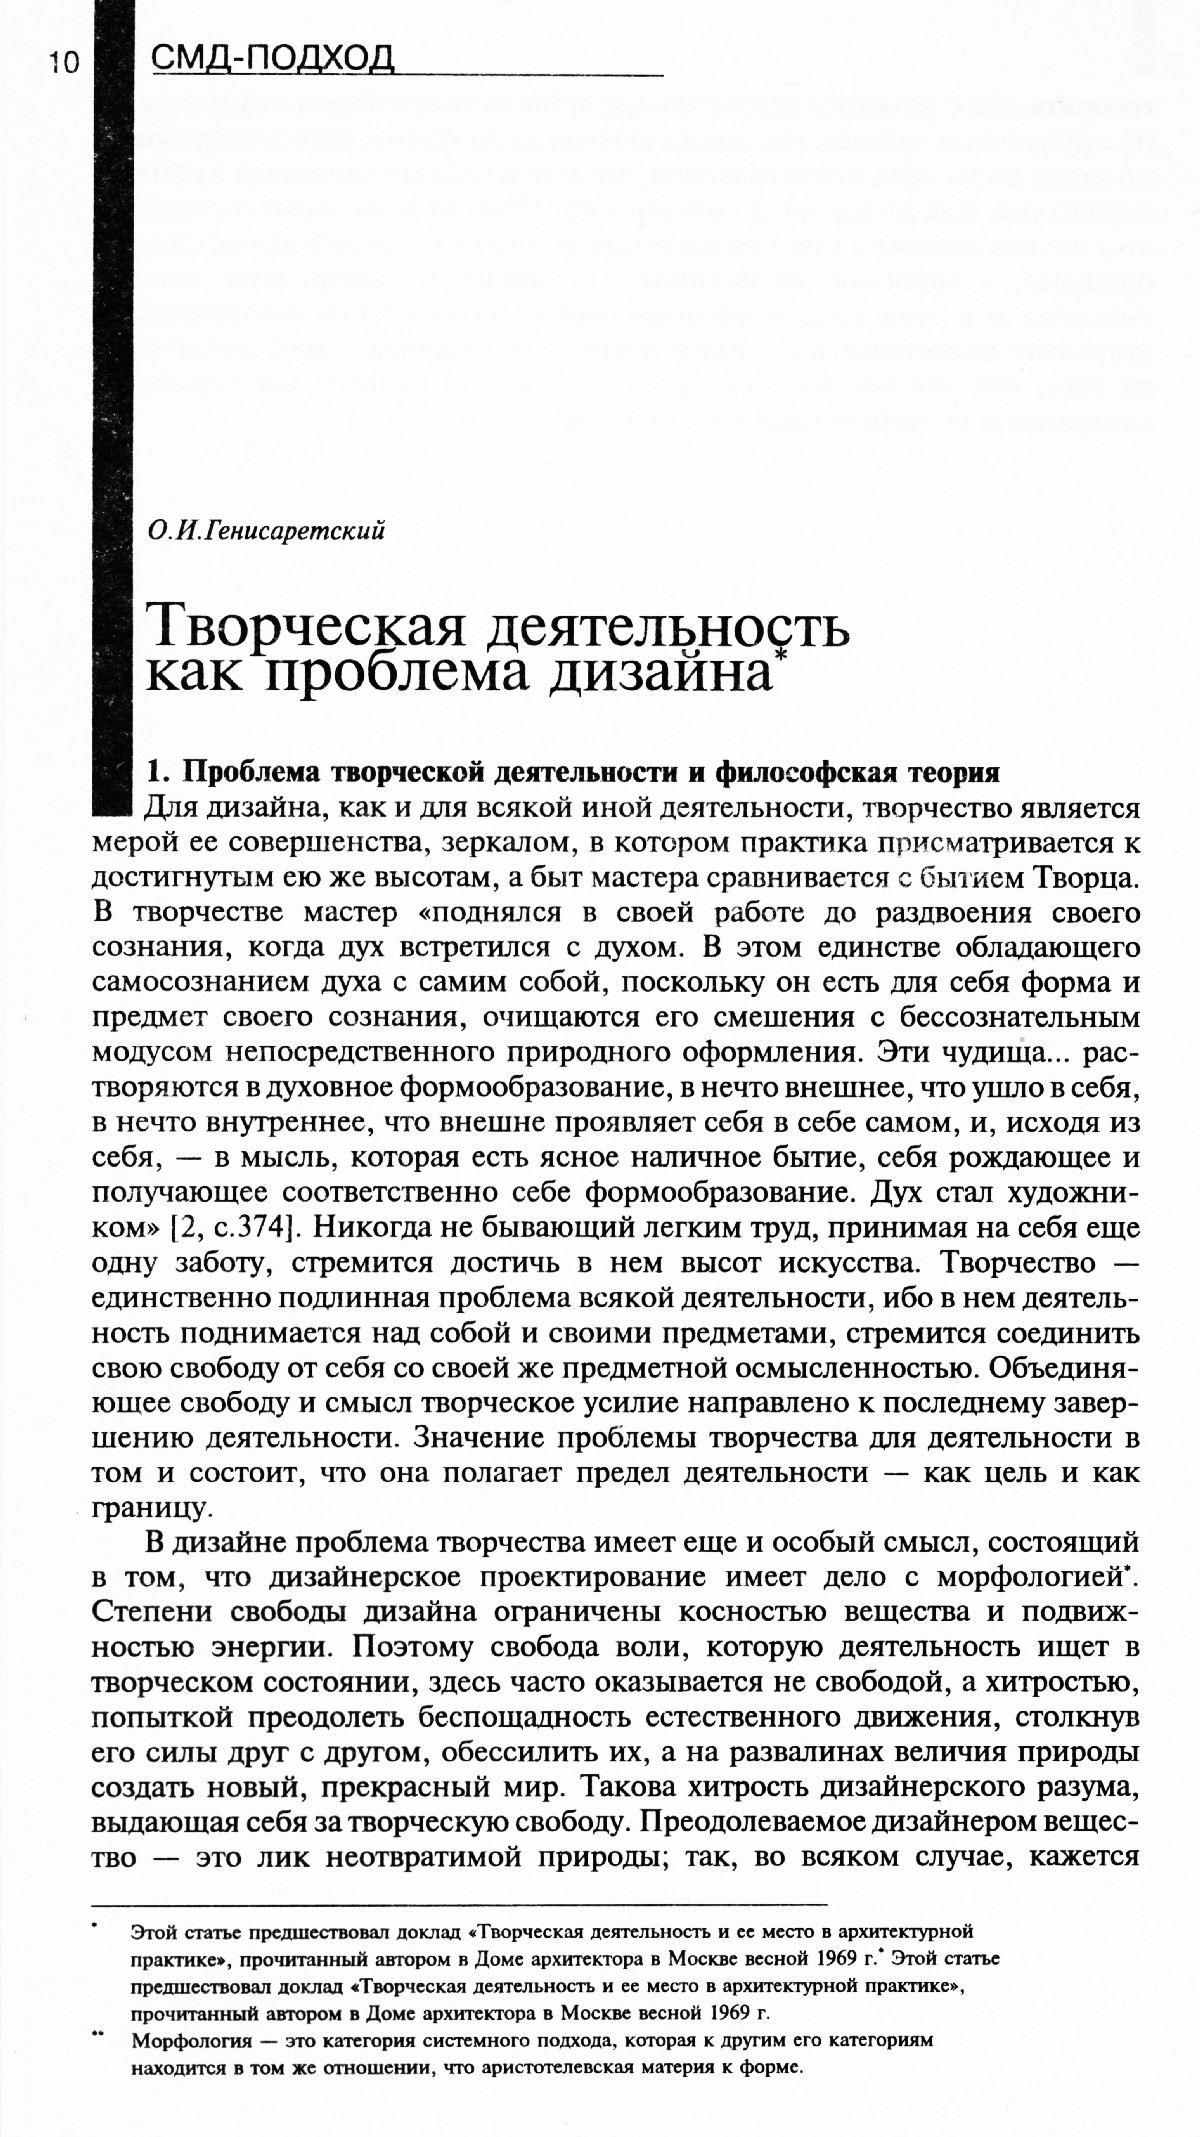 10
СМД-ПОДХОД
О.И.Генисаретский
Творческая деятельность
как проблема дизайна*
1. Проблема творческой деятельности и философская теория
Для дизайна, как и для всякой иной деятельности, творчество является
мерой ее совершенства, зеркалом, в котором практика присматривается к
достигнутым ею же высотам, а быт мастера сравнивается с бытием Творца.
В творчестве мастер «поднялся в своей работе до раздвоения своего
сознания, когда дух встретился с духом. В этом единстве обладающего
самосознанием духа с самим собой, поскольку он есть для себя форма и
предмет своего сознания, очищаются его смешения с бессознательным
модусом непосредственного природного оформления. Эти чудища... рас-
творяются в духовное формообразование, в нечто внешнее, что ушло в себя,
в нечто внутреннее, что внешне проявляет себя в себе самом, и, исходя из
себя, — в мысль, которая есть ясное наличное бытие, себя рождающее и
получающее соответственно себе формообразование. Дух стал художни-
ком» [2, с.374]. Никогда не бывающий легким труд, принимая на себя еще
одну заботу, стремится достичь в нем высот искусства. Творчество —
единственно подлинная проблема всякой деятельности, ибо в нем деятель-
ность поднимается над собой и своими предметами, стремится соединить
свою свободу от себя со своей же предметной осмысленностью. Объединя-
ющее свободу и смысл творческое усилие направлено к последнему завер-
шению деятельности. Значение проблемы творчества для деятельности в
том и состоит, что она полагает предел деятельности — как цель и как
границу.
В дизайне проблема творчества имеет еще и особый смысл, состоящий
в том, что дизайнерское проектирование имеет дело с морфологией*.
Степени свободы дизайна ограничены косностью вещества и подвиж-
ностью энергии. Поэтому свобода воли, которую деятельность ищет в
творческом состоянии, здесь часто оказывается не свободой, а хитростью,
попыткой преодолеть беспощадность естественного движения, столкнув
его силы друг с другом, обессилить их, а на развалинах величия природы
создать новый, прекрасный мир. Такова хитрость дизайнерского разума,
выдающая себя за творческую свободу. Преодолеваемое дизайнером вещес-
тво — это лик неотвратимой природы; так, во всяком случае, кажется
* Этой статье предшествовал доклад «Творческая деятельность и ее место в архитектурной
практике», прочитанный автором в Доме архитектора в Москве весной 1969 г.* Этой статье
предшествовал доклад «Творческая деятельность и ее место в архитектурной практике»,
прочитанный автором в Доме архитектора в Москве весной 1969 г.
** Морфология — это категория системного подхода, которая к другим его категориям
находится в том же отношении, что аристотелевская материя к форме.